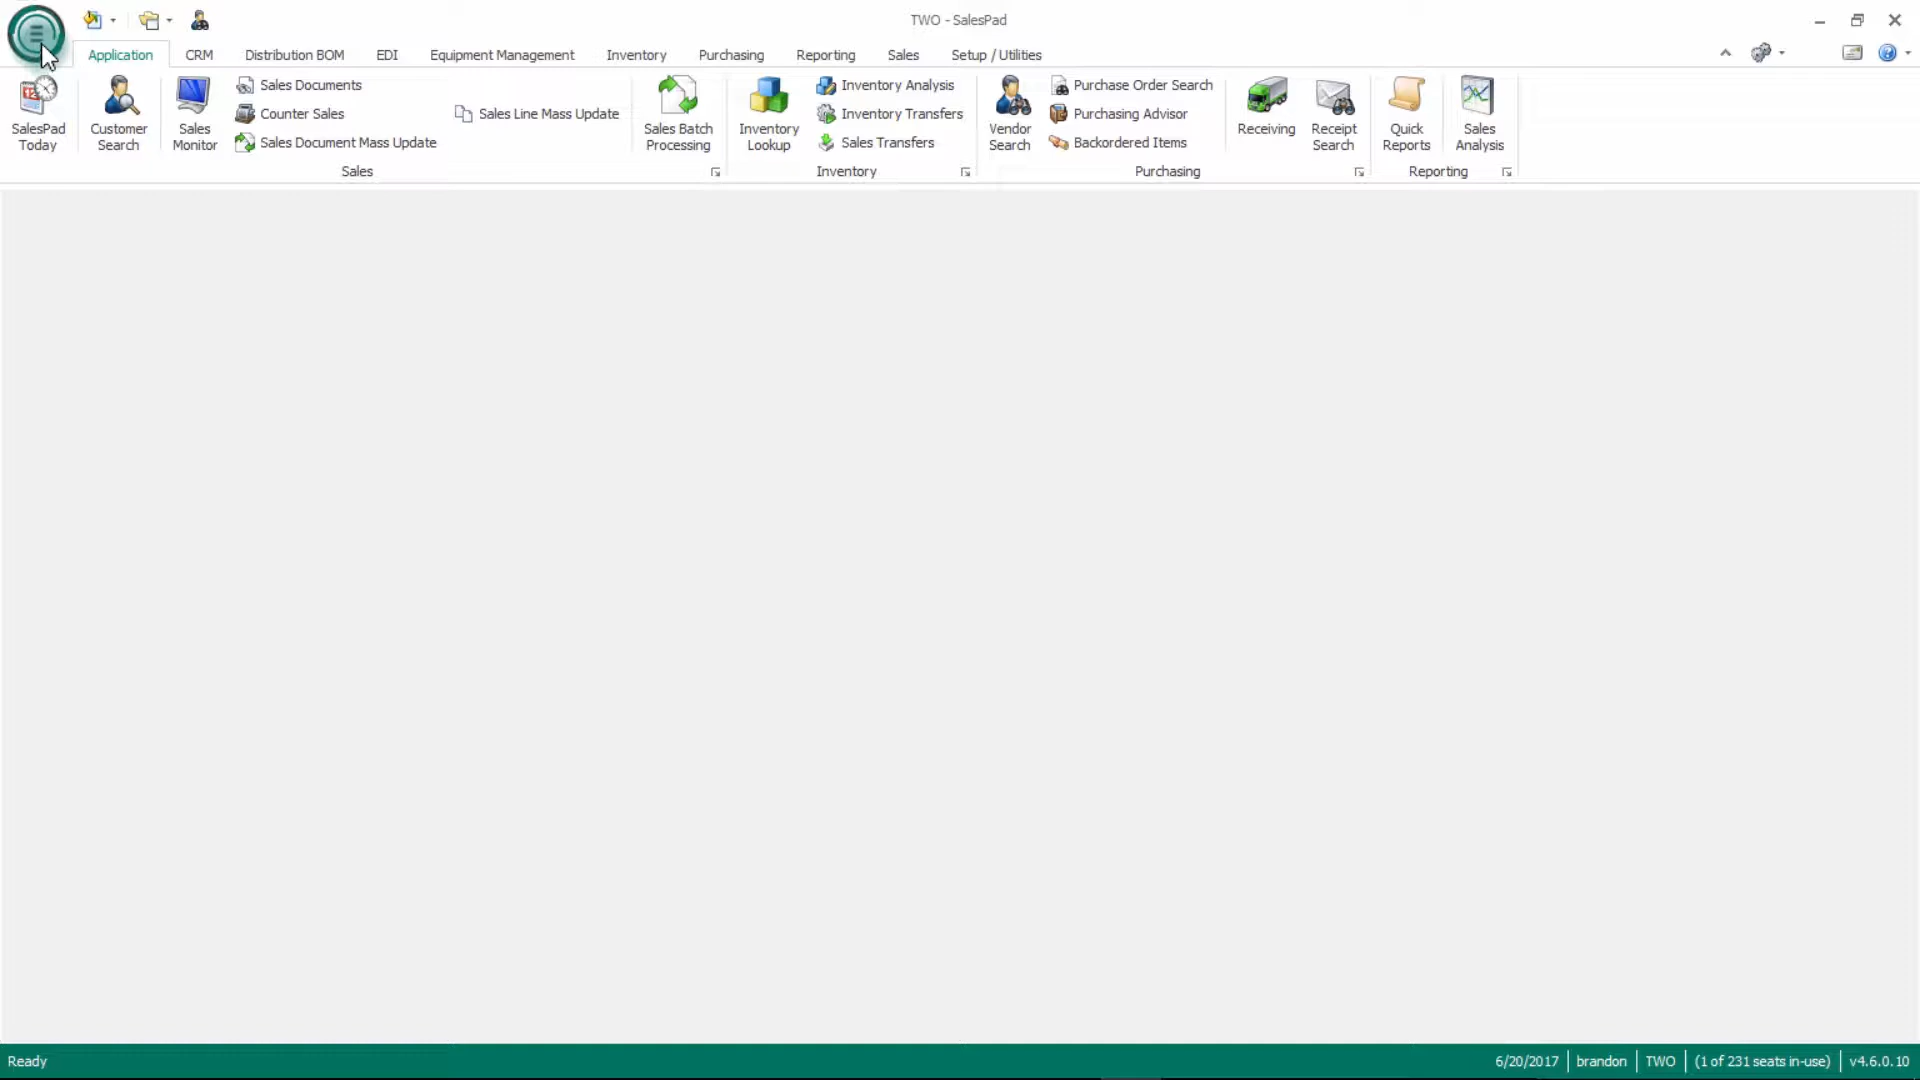 TWO - SalesPad
Application CRM Distribution BOM EDI Equipment Management Inventory Purchasing Reporting Sales Setup / Utilities
SalesPad
Today
Customer
Search
Sales
Monitor
Sales Documents
Counter Sales
Sales Document Mass Update
Sales Line Mass Update
Sales Batch
Processing
Sales
Inventory
Lookup
Inventory Analysis
Inventory Transfers
Sales Transfers
Inventory
Vendor
Search
Purchase Order Search
Purchasing Advisor
Backordered Items
Receiving
Receipt
Search
Purchasing
Quick
Reports
Sales
Analysis
Reporting
Ready
6/20/2017 brandon TWO (1 of 231 seats in-use) v4.6.0.10